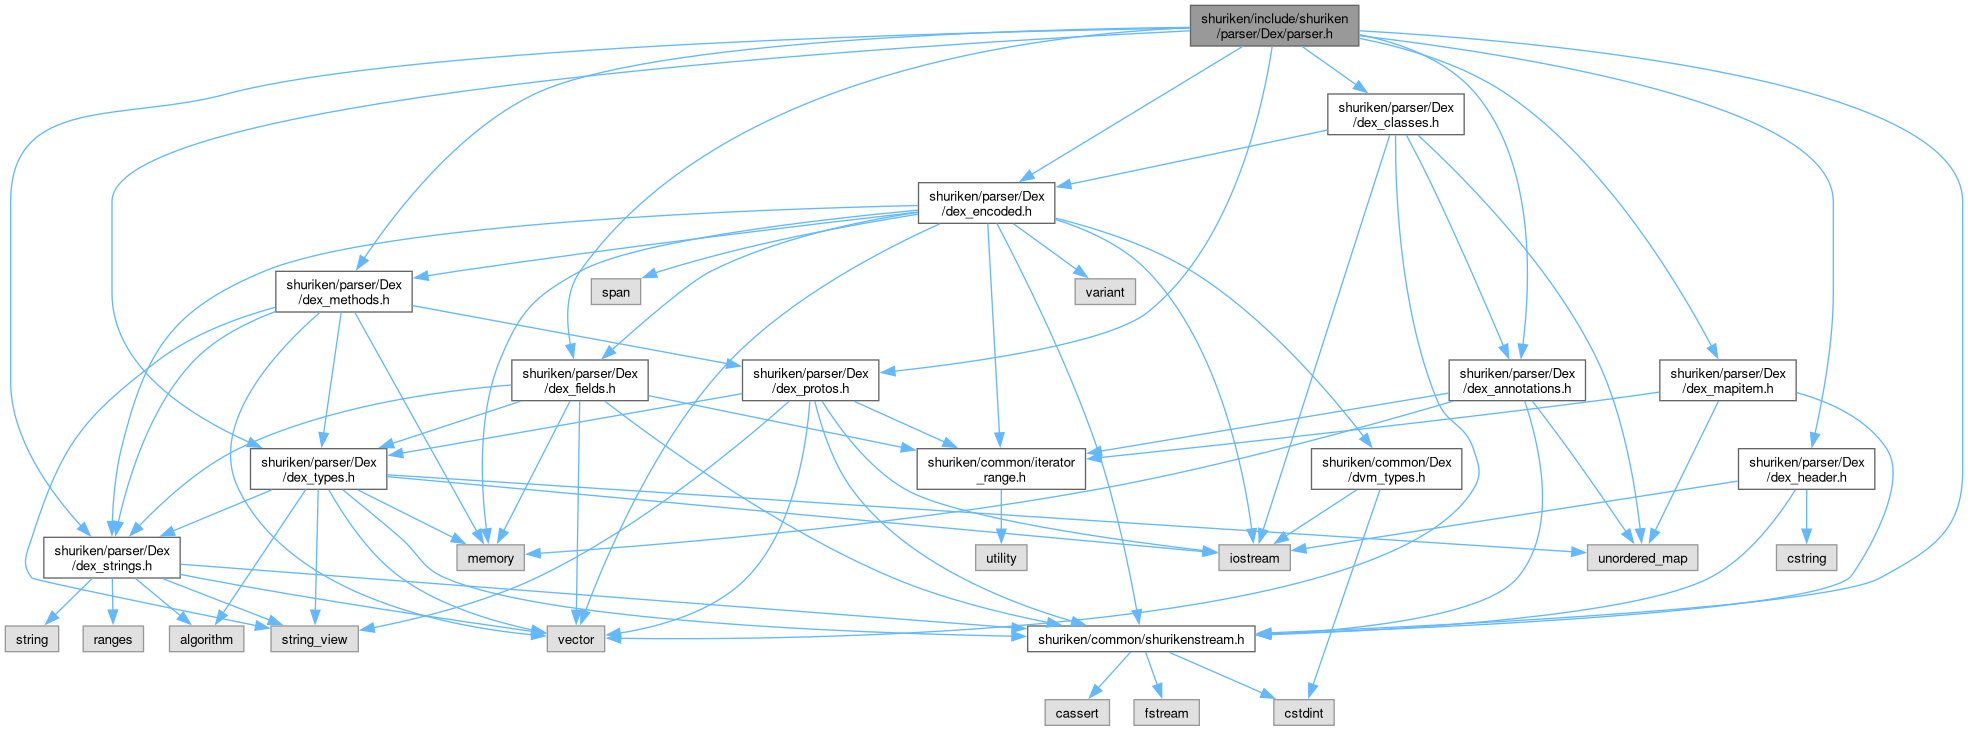 shuriken/include/shuriken
/parser/Dex/parser.h
shuriken/parser/Dex
/dex_classes.h
shuriken/parser/Dex
/dex_encoded.h
shuriken/parser/Dex
/dex_methods.h
span
variant
shuriken/parser/Dex
/dex_fields.h
shuriken/parser/Dex
/dex_protos.h
shuriken/parser/Dex
/dex_annotations.h
shuriken/parser/Dex
/dex_mapitem.h
shuriken/parser/Dex
/dex_types.h
shuriken/common/iterator
_range.h
shuriken/common/Dex
/dvm_types.h
shuriken/parser/Dex
/dex_header.h
shuriken/parser/Dex
/dex_strings.h
memory
utility
iostream
unordered_map
cstring
string
ranges
algorithm
string_view
vector
shuriken/common/shurikenstream.h
cassert
fstream
cstdint